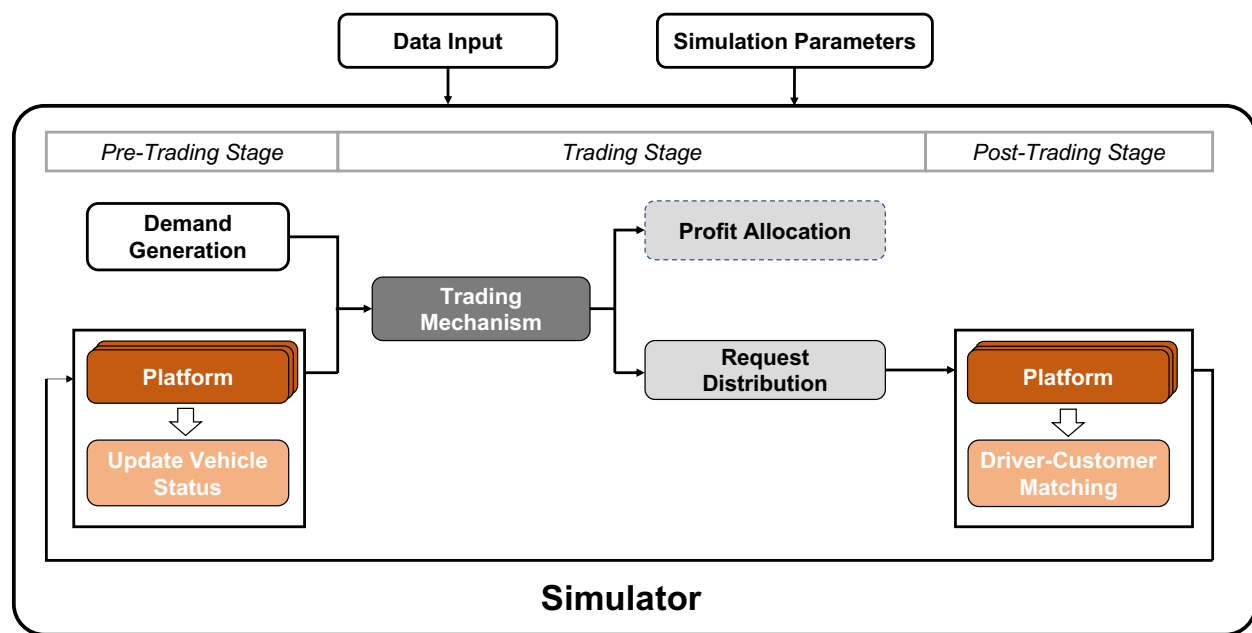 Data Input
Simulation Parameters
Pre-Trading Stage
Trading Stage
Post-Trading Stage
Demand
Generation
Profit Allocation
Trading
Mechanism
Platform
Update Vehicle
Status
Request
Distribution
Platform
Driver-Customer
Matching
Simulator